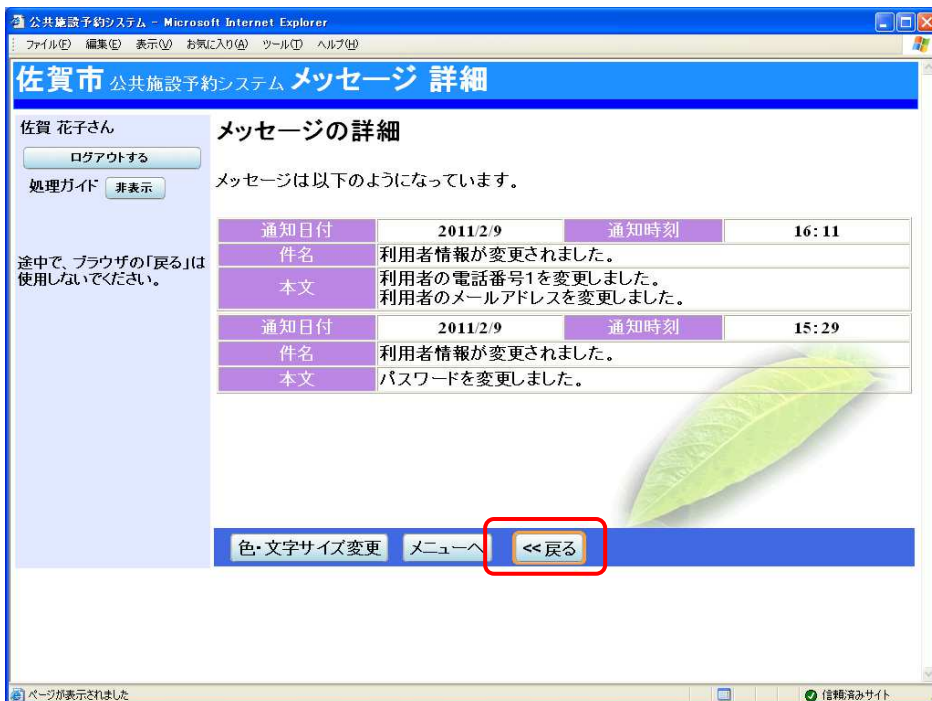 公共施設予約システム - Microsoft Internet Explorer
ファイル(F) 編集(E) 表示(V) お気に入り(A) ツール(T) ヘルプ(H)
佐賀市 公共施設予約システム メッセージ 詳細
佐賀 花子さん
ログアウトする
処理ガイド 非表示
途中で、ブラウザの「戻る」は
使用しないでください。
メッセージの詳細
メッセージは以下のようになっています。
通知日付 2011/2/9 通知時刻 16:11
件名 利用者情報が変更されました。
本文 利用者の電話番号1を変更しました。
利用者のメールアドレスを変更しました。
通知日付 2011/2/9 通知時刻 15:29
件名 利用者情報が変更されました。
本文 パスワードを変更しました。
色・文字サイズ変更 メニューへ <<戻る
ページが表示されました 信頼済みサイト